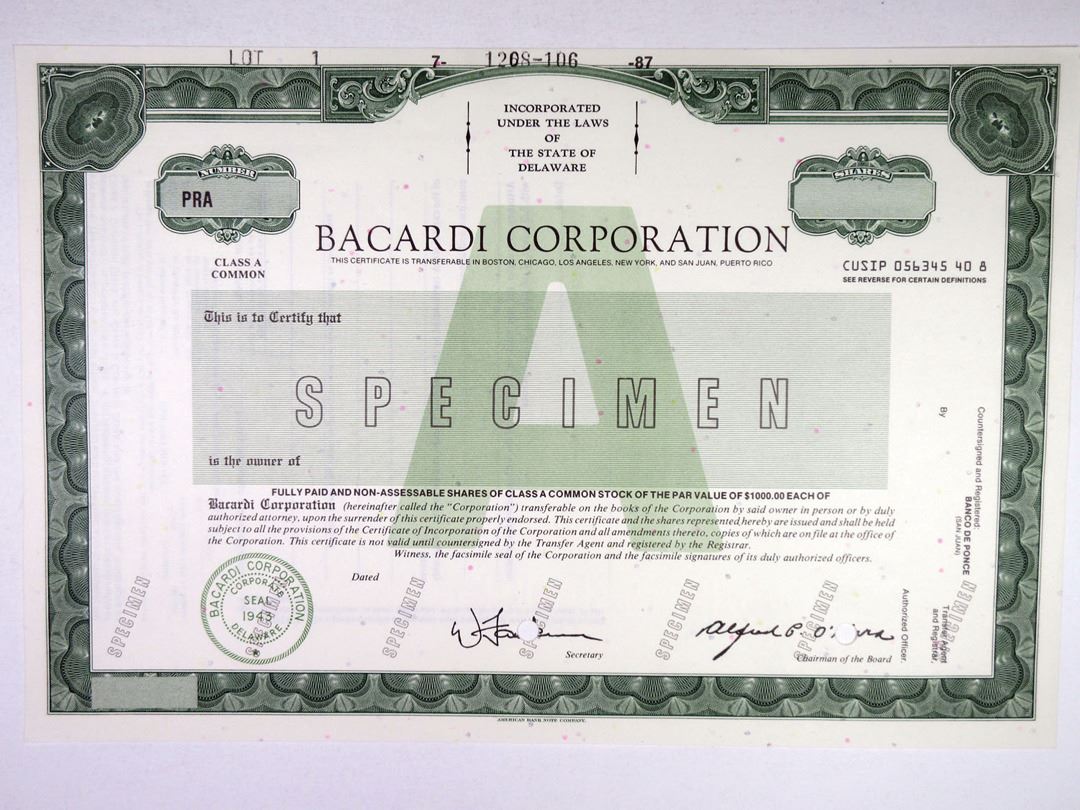 LOT 1 7- 1208-106 -87
INCORPORATED
UNDER THE LAWS
OF
THE STATE OF
DELAWARE
NUMBER
PRA
SHARES
BACARDI CORPORATION
THIS CERTIFICATE IS TRANSFERABLE IN BOSTON, CHICAGO, LOS ANGELES, NEW YORK, AND SAN JUAN, PUERTO RICO
CLASS A
COMMON
CUSIP 056345 40 8
SEE REVERSE FOR CERTAIN DEFINITIONS
A
This is to Certify that
SPECIMEN
is the owner of
FULLY PAID AND NON-ASSESSABLE SHARES OF CLASS A COMMON STOCK OF THE PAR VALUE OF $1000.00 EACH OF
Bacardi Corporation (hereinafter called the "Corporation") transferable on the books of the Corporation by said owner in person or by duly
authorized attorney, upon the surrender of this certificate properly endorsed. This certificate and the shares represented hereby are issued and shall be held
subject to all the provisions of the Certificate of Incorporation of the Corporation and all amendments thereto, copies of which are on file at the office of
the Corporation. This certificate is not valid until countersigned by the Transfer Agent and registered by the Registrar.
Witness, the facsimile seal of the Corporation and the facsimile signatures of its duly authorized officers.
Dated
BACARDI CORPORATION
CORPORATE
SEAL
1943
DELAWARE
SPECIMEN
SPECIMEN
SPECIMEN
SPECIMEN
SPECIMEN
SPECIMEN
SPECIMEN
Secretary
Alfred P. O'Hara
Chairman of the Board
Countersigned and Registered:
BANCO DE PONCE
(SAN JUAN)
Transfer Agent
and Registrar,
By
Authorized Officer.
AMERICAN BANK NOTE COMPANY.